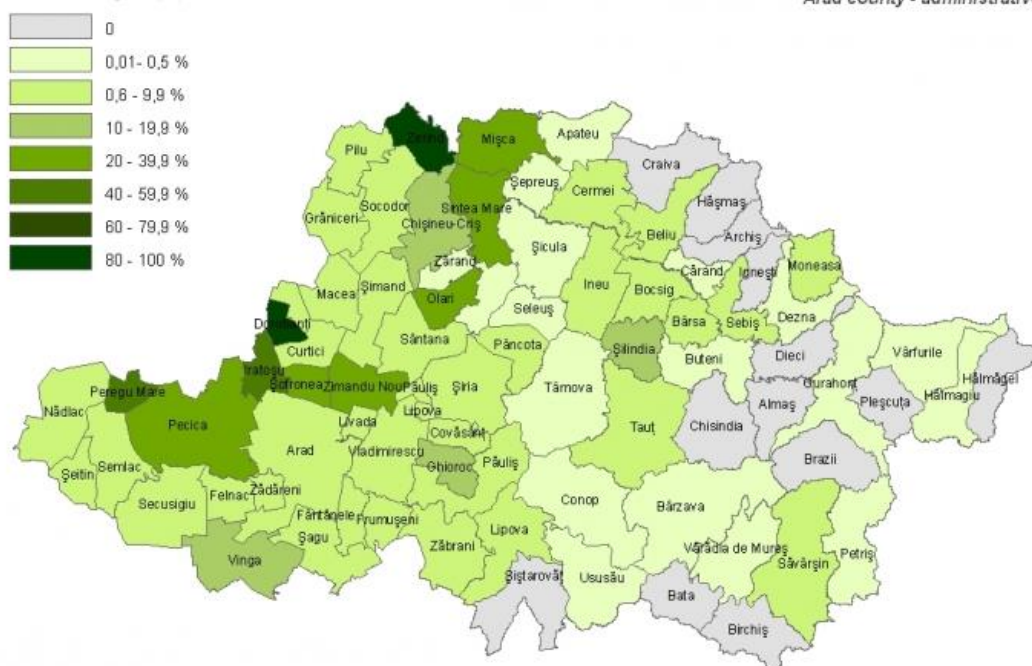 Arad county - administrative
0
0,01- 0,5 %
0,6 - 9,9 %
10 - 19,9 %
20 - 39,9 %
40 - 59,9 %
60 - 79,9 %
80 - 100 %
Zerind
Mişca
Apateu
Pilu
Craiva
Şepreuş
Cermei
Socodor
Sintea Mare
Hăşmaş
Grăniceri
Chişineu-Criş
Beliu
Archiş
Şicula
Zărand
Cărand
Igneşti
Moneasa
Macea
Şimand
Olari
Ineu
Bocsig
Seleuş
Dezna
Curtici
Sântana
Pâncota
Bârsa
Sebiş
Şilindia
Buteni
Dieci
Vârfurile
Iratoşu
Şofronea
Zimandu Nou
Păuliş
Şiria
Târnova
Gurahonţ
Hălmăgel
Peregu Mare
Nădlac
Lipova
Almaş
Pleşcuţa
Hălmagiu
Pecica
Livada
Covăsânţ
Tauţ
Chisindia
Arad
Vladimirescu
Ghioroc
Păuliş
Brazii
Şeitin
Semlac
Secusigiu
Felnac
Zădăreni
Conop
Bârzava
Fântânele
Frumuşeni
Lipova
Şagu
Zăbrani
Vărădia de Mureş
Petriş
Vinga
Săvârşin
Şiştarovăţ
Ususău
Bata
Birchiş